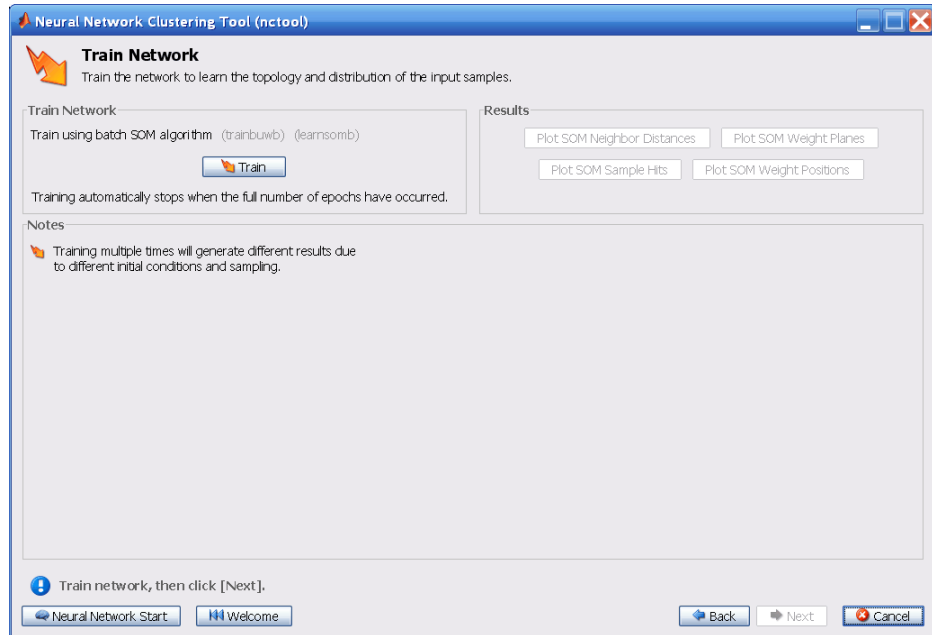 Neural Network Clustering Tool (nctool)
Train Network
Train the network to learn the topology and distribution of the input samples.
Train Network
Train using batch SOM algorithm (trainbuwb) (learnsomb)
Train
Training automatically stops when the full number of epochs have occurred.
Results
Plot SOM Neighbor Distances
Plot SOM Weight Planes
Plot SOM Sample Hits
Plot SOM Weight Positions
Notes
Training multiple times will generate different results due
to different initial conditions and sampling.
Train network, then click [Next].
Neural Network Start
Welcome
Back
Next
Cancel